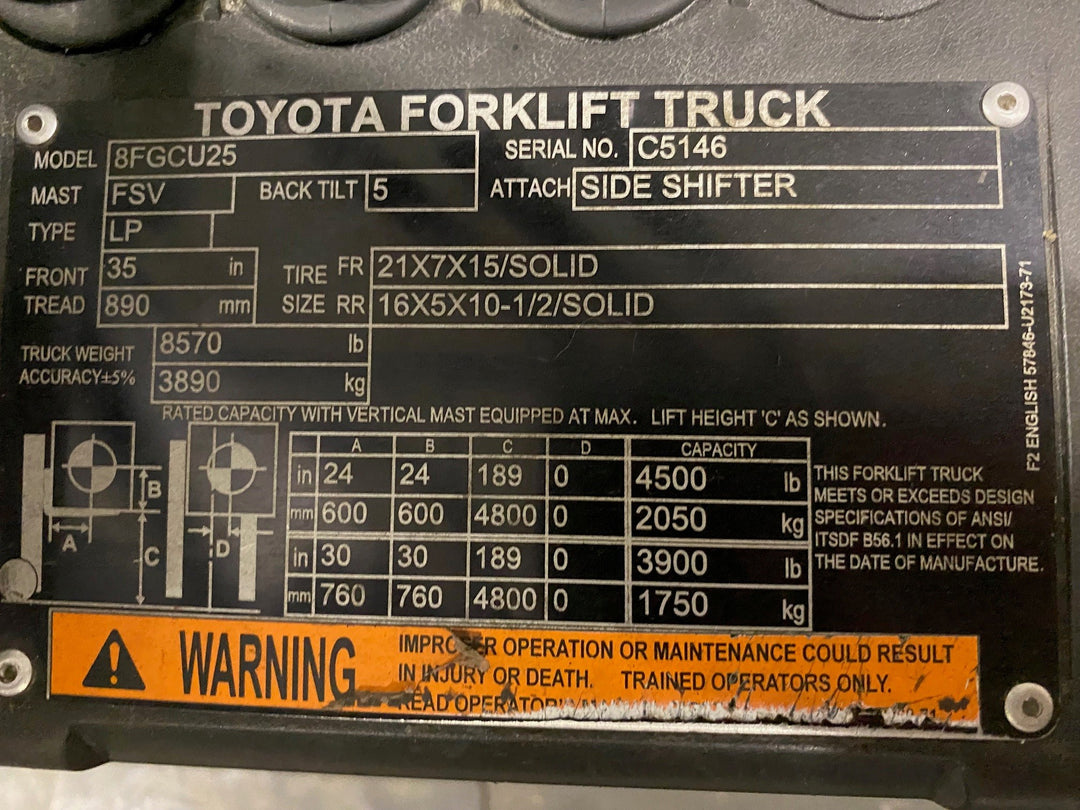 TOYOTA FORKLIFT TRUCK
MODEL 8FGCU25 SERIAL NO. C5146
MAST FSV BACK TILT 5 ATTACH SIDE SHIFTER
TYPE LP
FRONT TREAD 35 in
890 mm
TIRE SIZE FR 21X7X15/SOLID
RR 16X5X10-1/2/SOLID
TRUCK WEIGHT 8570 lb
ACCURACY±5% 3890 kg
RATED CAPACITY WITH VERTICAL MAST EQUIPPED AT MAX. LIFT HEIGHT 'C' AS SHOWN.
A B C D CAPACITY
in 24 24 189 0 4500 lb
mm 600 600 4800 0 2050 kg
in 30 30 189 0 3900 lb
mm 760 760 4800 0 1750 kg
B
A
C
D
THIS FORKLIFT TRUCK
MEETS OR EXCEEDS DESIGN
SPECIFICATIONS OF ANSI/
ITSDF B56.1 IN EFFECT ON
THE DATE OF MANUFACTURE.
F2 ENGLISH 57846-U2173-71
WARNING
IMPROPER OPERATION OR MAINTENANCE COULD RESULT
IN INJURY OR DEATH. TRAINED OPERATORS ONLY.
READ